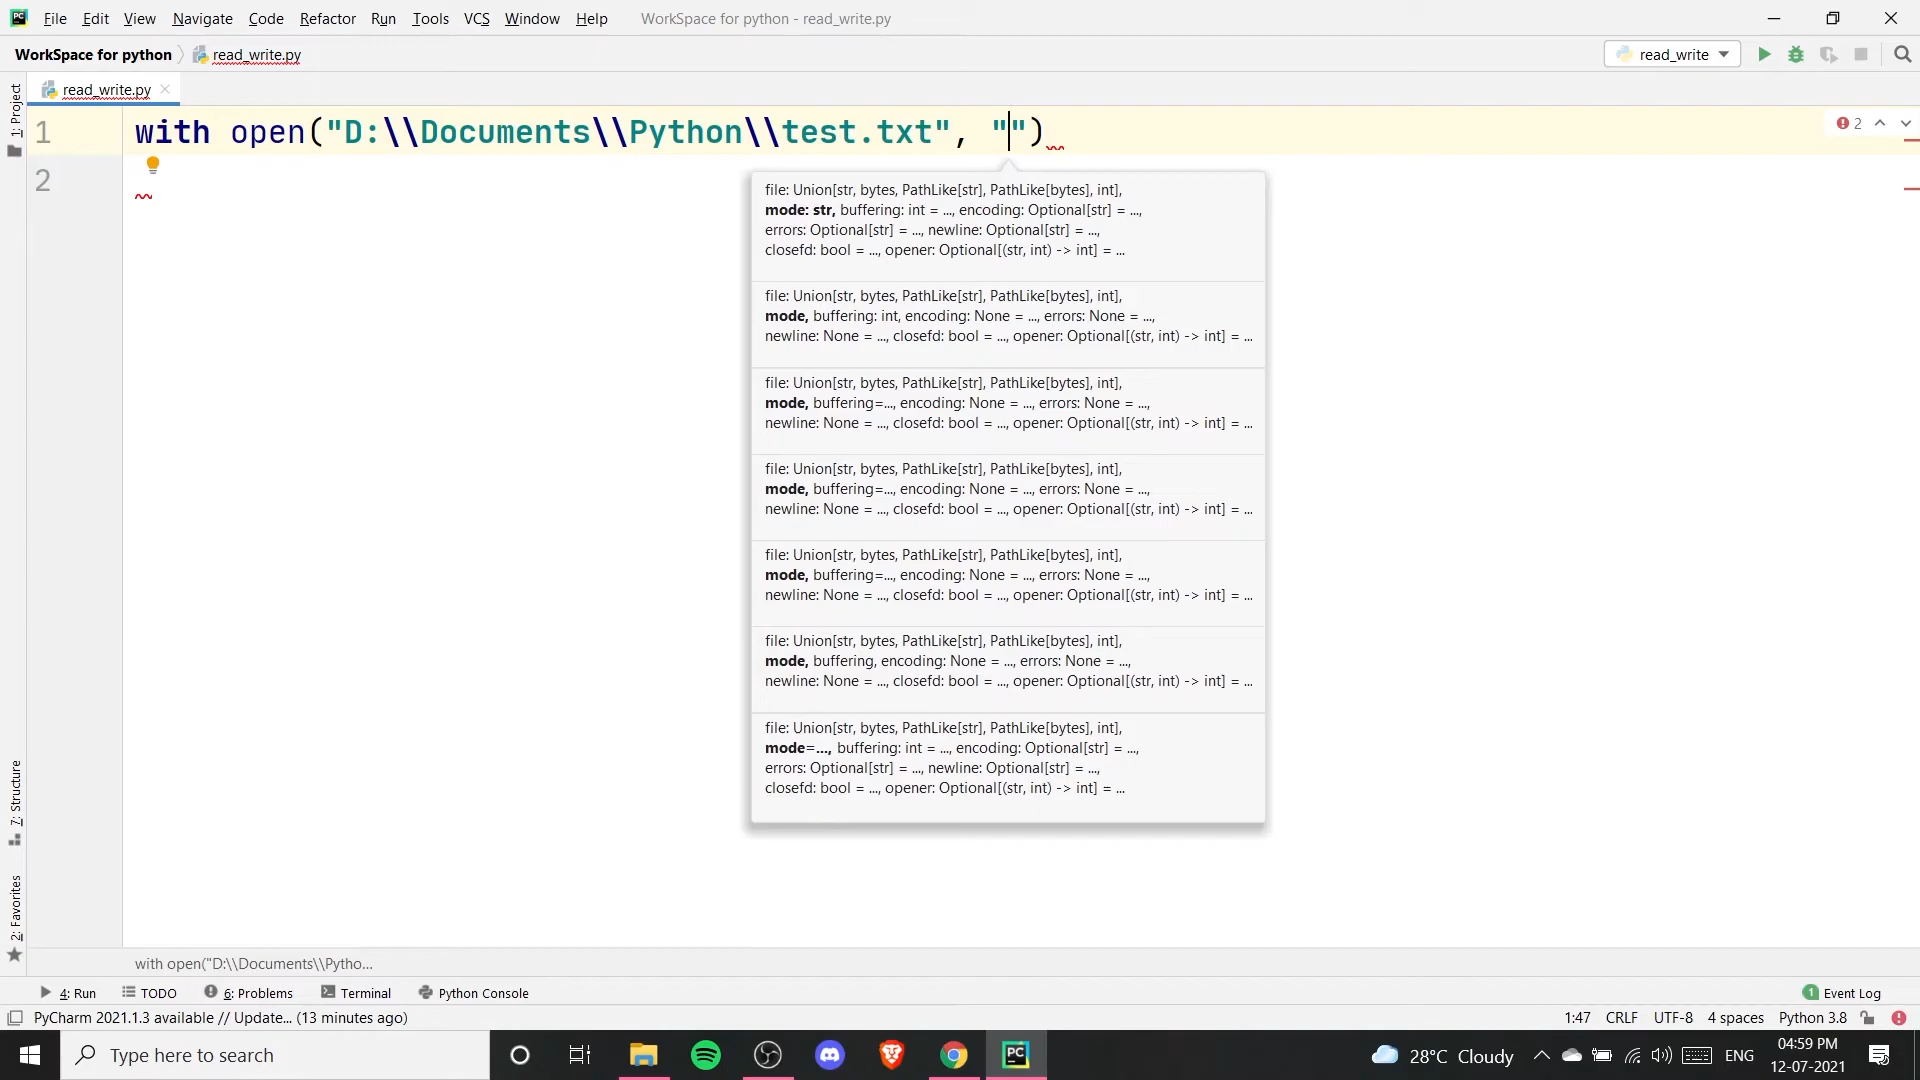 File Edit View Navigate Code Refactor Run Tools VCS Window Help WorkSpace for python - read_write.py
WorkSpace for python read_write.py read_write
read_write.py
1: Project
1 with open("D:\\Documents\\Python\\test.txt", "")
2
2
file: Union[str, bytes, PathLike[str], PathLike[bytes], int],
mode: str, buffering: int = ..., encoding: Optional[str] = ...,
errors: Optional[str] = ..., newline: Optional[str] = ...,
closefd: bool = ..., opener: Optional[(str, int) -> int] = ...
file: Union[str, bytes, PathLike[str], PathLike[bytes], int],
mode, buffering: int, encoding: None = ..., errors: None = ...,
newline: None = ..., closefd: bool = ..., opener: Optional[(str, int) -> int] = ...
file: Union[str, bytes, PathLike[str], PathLike[bytes], int],
mode, buffering=..., encoding: None = ..., errors: None = ...,
newline: None = ..., closefd: bool = ..., opener: Optional[(str, int) -> int] = ...
file: Union[str, bytes, PathLike[str], PathLike[bytes], int],
mode, buffering=..., encoding: None = ..., errors: None = ...,
newline: None = ..., closefd: bool = ..., opener: Optional[(str, int) -> int] = ...
file: Union[str, bytes, PathLike[str], PathLike[bytes], int],
mode, buffering=..., encoding: None = ..., errors: None = ...,
newline: None = ..., closefd: bool = ..., opener: Optional[(str, int) -> int] = ...
file: Union[str, bytes, PathLike[str], PathLike[bytes], int],
mode, buffering, encoding: None = ..., errors: None = ...,
newline: None = ..., closefd: bool = ..., opener: Optional[(str, int) -> int] = ...
file: Union[str, bytes, PathLike[str], PathLike[bytes], int],
mode=..., buffering: int = ..., encoding: Optional[str] = ...,
errors: Optional[str] = ..., newline: Optional[str] = ...,
closefd: bool = ..., opener: Optional[(str, int) -> int] = ...
7: Structure
2: Favorites
with open("D:\\Documents\\Pytho...
4: Run TODO 6: Problems Terminal Python Console 1 Event Log
PyCharm 2021.1.3 available // Update... (13 minutes ago) 1:47 CRLF UTF-8 4 spaces Python 3.8
Type here to search PC 28°C Cloudy ENG 04:59 PM
12-07-2021